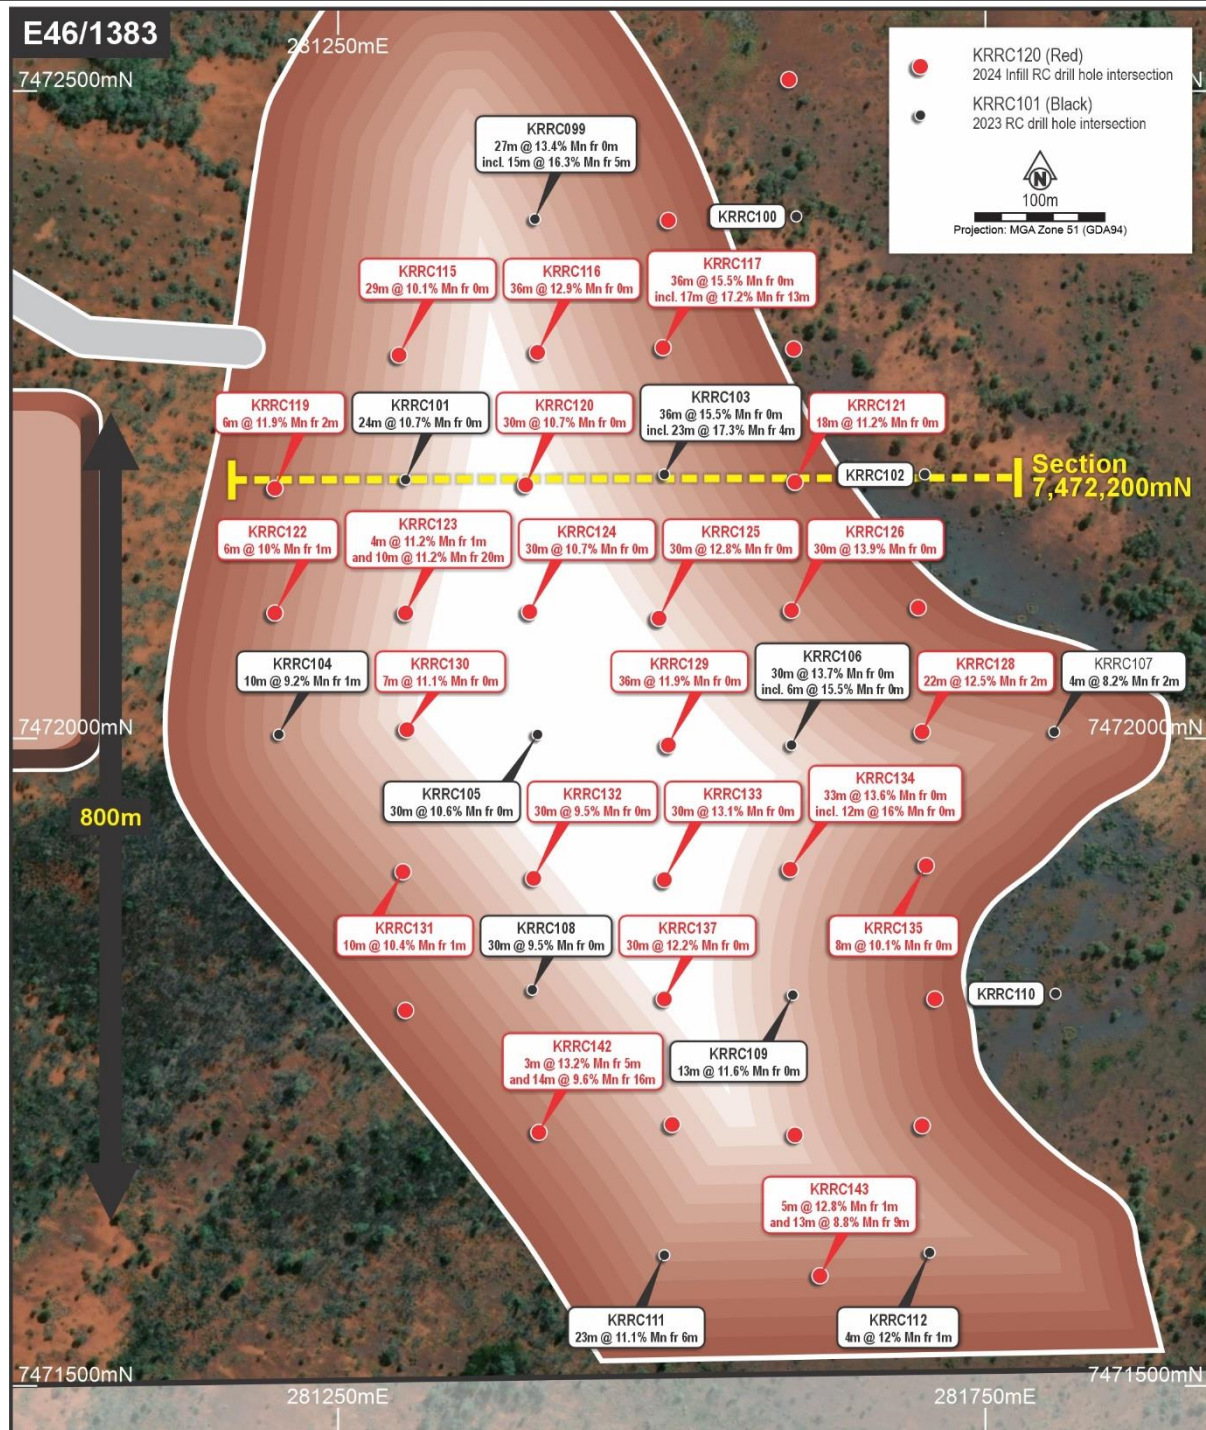 E46/1383
281250mE
7472500mN
N
KRRC120 (Red)
2024 Infill RC drill hole intersection
KRRC101 (Black)
2023 RC drill hole intersection
N
100m
Projection: MGA Zone 51 (GDA94)
KRRC099
27m @ 13.4% Mn fr 0m
incl. 15m @ 16.3% Mn fr 5m
KRRC100
KRRC115
29m @ 10.1% Mn fr 0m
KRRC116
36m @ 12.9% Mn fr 0m
KRRC117
36m @ 15.5% Mn fr 0m
incl. 17m @ 17.2% Mn fr 13m
KRRC119
6m @ 11.9% Mn fr 2m
KRRC101
24m @ 10.7% Mn fr 0m
KRRC120
30m @ 10.7% Mn fr 0m
KRRC103
36m @ 15.5% Mn fr 0m
incl. 23m @ 17.3% Mn fr 4m
KRRC121
18m @ 11.2% Mn fr 0m
KRRC102
Section
7,472,200mN
KRRC122
6m @ 10% Mn fr 1m
KRRC123
4m @ 11.2% Mn fr 1m
and 10m @ 11.2% Mn fr 20m
KRRC124
30m @ 10.7% Mn fr 0m
KRRC125
30m @ 12.8% Mn fr 0m
KRRC126
30m @ 13.9% Mn fr 0m
KRRC104
10m @ 9.2% Mn fr 1m
KRRC130
7m @ 11.1% Mn fr 0m
KRRC129
36m @ 11.9% Mn fr 0m
KRRC106
30m @ 13.7% Mn fr 0m
incl. 6m @ 15.5% Mn fr 0m
KRRC128
22m @ 12.5% Mn fr 2m
KRRC107
4m @ 8.2% Mn fr 2m
7472000mN
7472000mN
KRRC105
30m @ 10.6% Mn fr 0m
KRRC132
30m @ 9.5% Mn fr 0m
KRRC133
30m @ 13.1% Mn fr 0m
KRRC134
33m @ 13.6% Mn fr 0m
incl. 12m @ 16% Mn fr 0m
800m
KRRC131
10m @ 10.4% Mn fr 1m
KRRC108
30m @ 9.5% Mn fr 0m
KRRC137
30m @ 12.2% Mn fr 0m
KRRC135
8m @ 10.1% Mn fr 0m
KRRC110
KRRC142
3m @ 13.2% Mn fr 5m
and 14m @ 9.6% Mn fr 16m
KRRC109
13m @ 11.6% Mn fr 0m
KRRC143
5m @ 12.8% Mn fr 1m
and 13m @ 8.8% Mn fr 9m
KRRC111
23m @ 11.1% Mn fr 6m
KRRC112
4m @ 12% Mn fr 1m
7471500mN
7471500mN
281250mE
281750mE